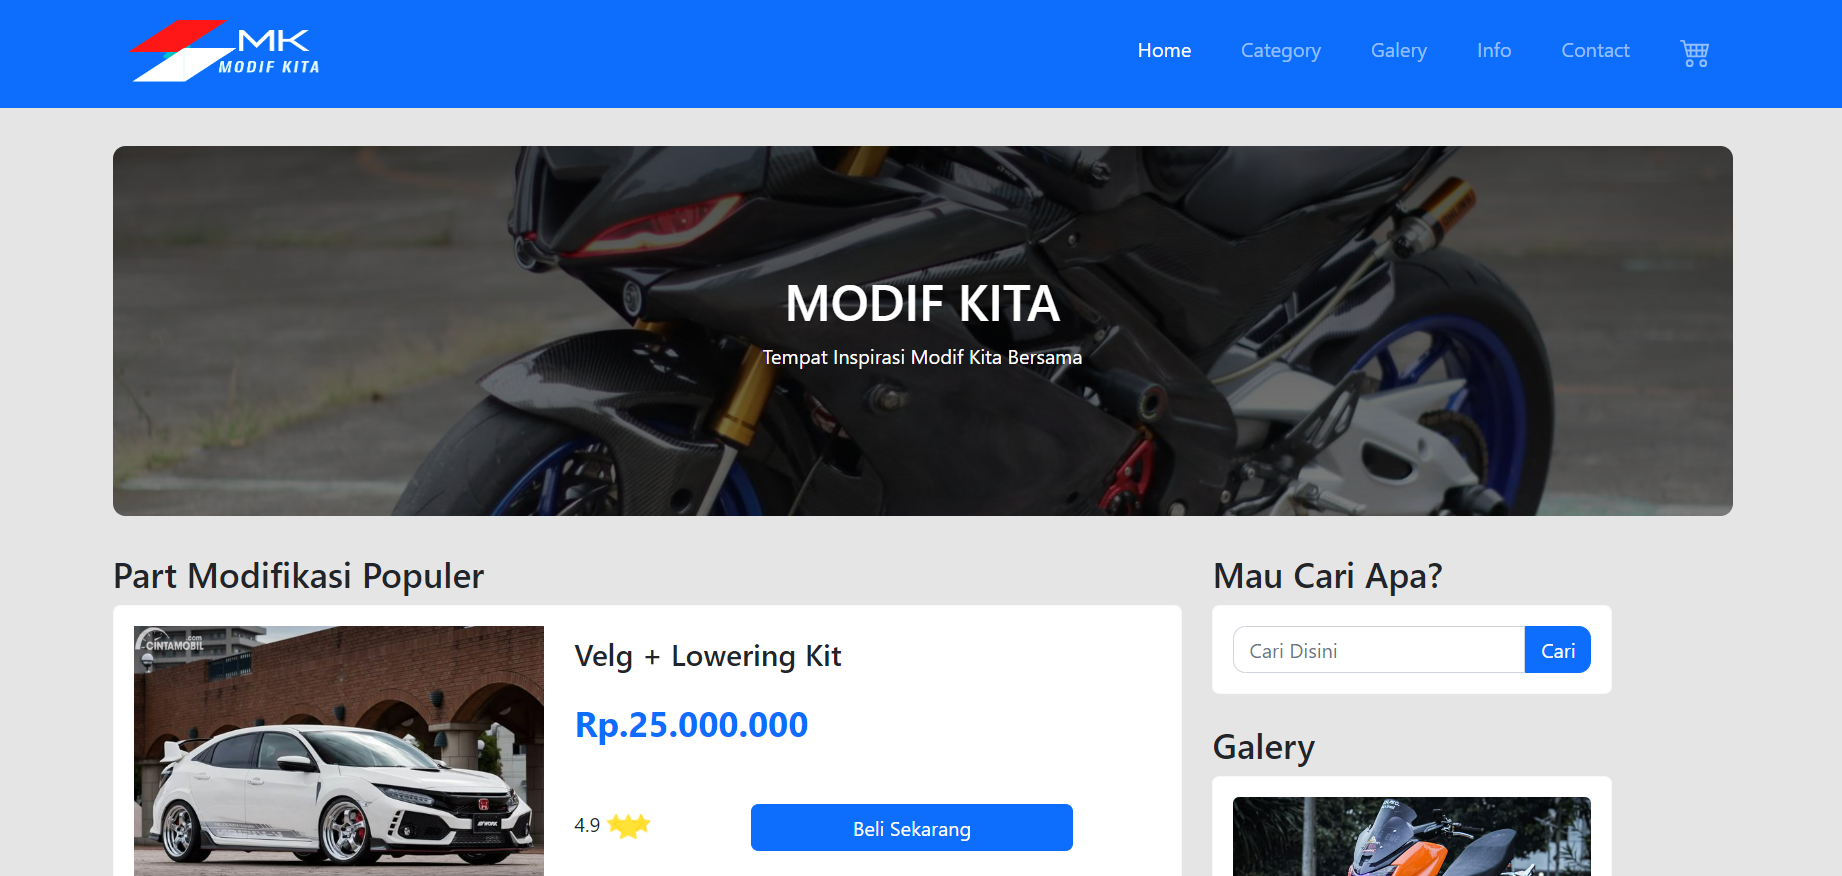 MK
MODIF KITA
Home
Category
Galery
Info
Contact
MODIF KITA
Tempat Inspirasi Modif Kita Bersama
Part Modifikasi Populer
Mau Cari Apa?
.com
CINTAMOBIL
Velg + Lowering Kit
Cari Disini
Cari
Rp.25.000.000
Galery
4.9
Beli Sekarang
WORK